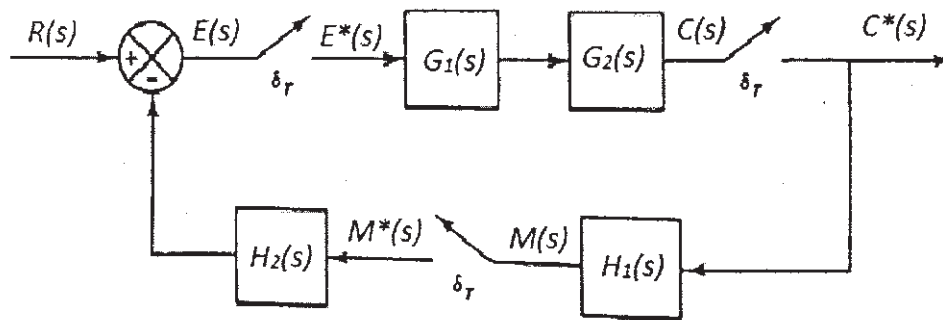 R(s)
+
-
E(s)
δT
E*(s)
G1(s)
G2(s)
C(s)
δT
C*(s)
H2(s)
M*(s)
δT
M(s)
H1(s)